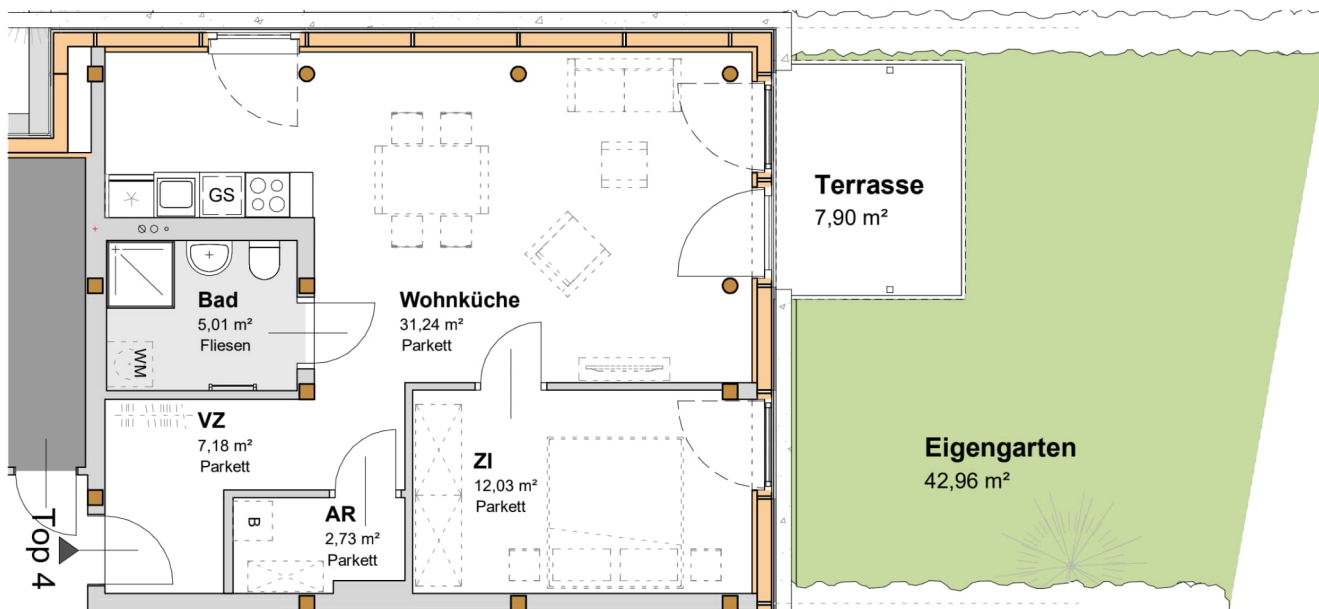 GS
Terrasse
7,90 m²
Bad
5,01 m²
Fliesen
WM
Wohnküche
31,24 m²
Parkett
VZ
7,18 m²
Parkett
ZI
12,03 m²
Parkett
Eigengarten
42,96 m²
AR
2,73 m²
Parkett
B
Top 4